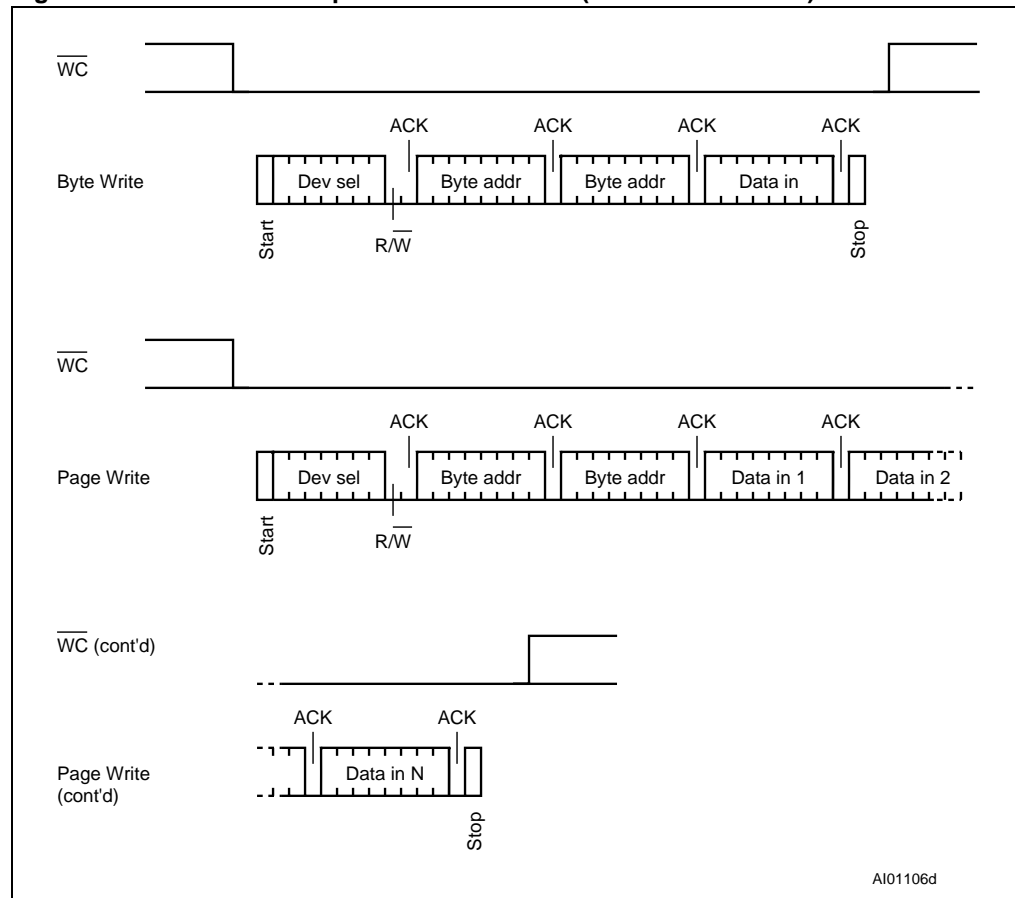 WC
ACK ACK ACK ACK
Byte Write Dev sel Byte addr Byte addr Data in
Start R/W Stop
WC
ACK ACK ACK ACK
Page Write Dev sel Byte addr Byte addr Data in 1 Data in 2
Start R/W
WC (cont'd)
ACK ACK
Page Write Data in N
(cont'd)
Stop
AI01106d